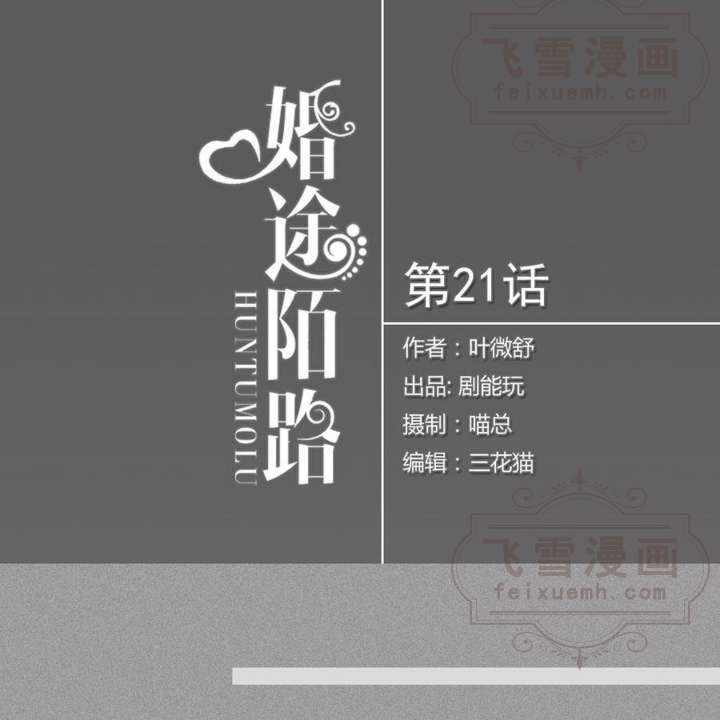 婚途陌路
HUNTUMOLU
第21话
作者：叶微舒
出品: 剧能玩
摄制：喵总
编辑：三花猫
飞雪漫画
feixuemh.com
飞雪漫画
feixuemh.com